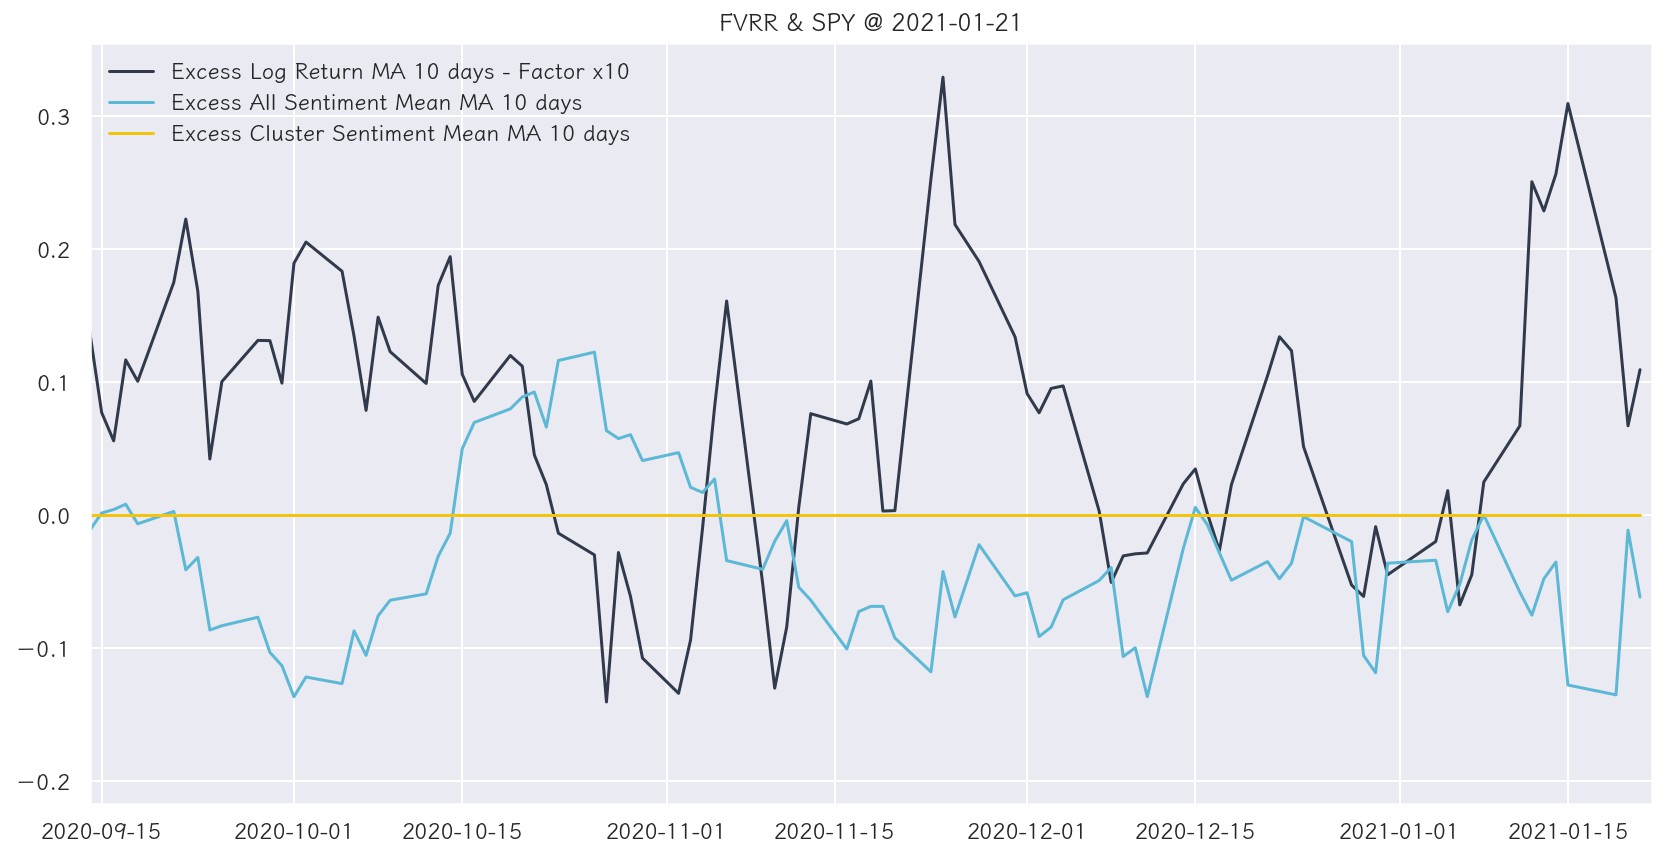 FVRR & SPY @ 2021-01-21
Excess Log Return MA 10 days - Factor x10
Excess All Sentiment Mean MA 10 days
Excess Cluster Sentiment Mean MA 10 days
0.3
0.2
0.1
0.0
−0.1
−0.2
2020-09-15 2020-10-01 2020-10-15 2020-11-01 2020-11-15 2020-12-01 2020-12-15 2021-01-01 2021-01-15